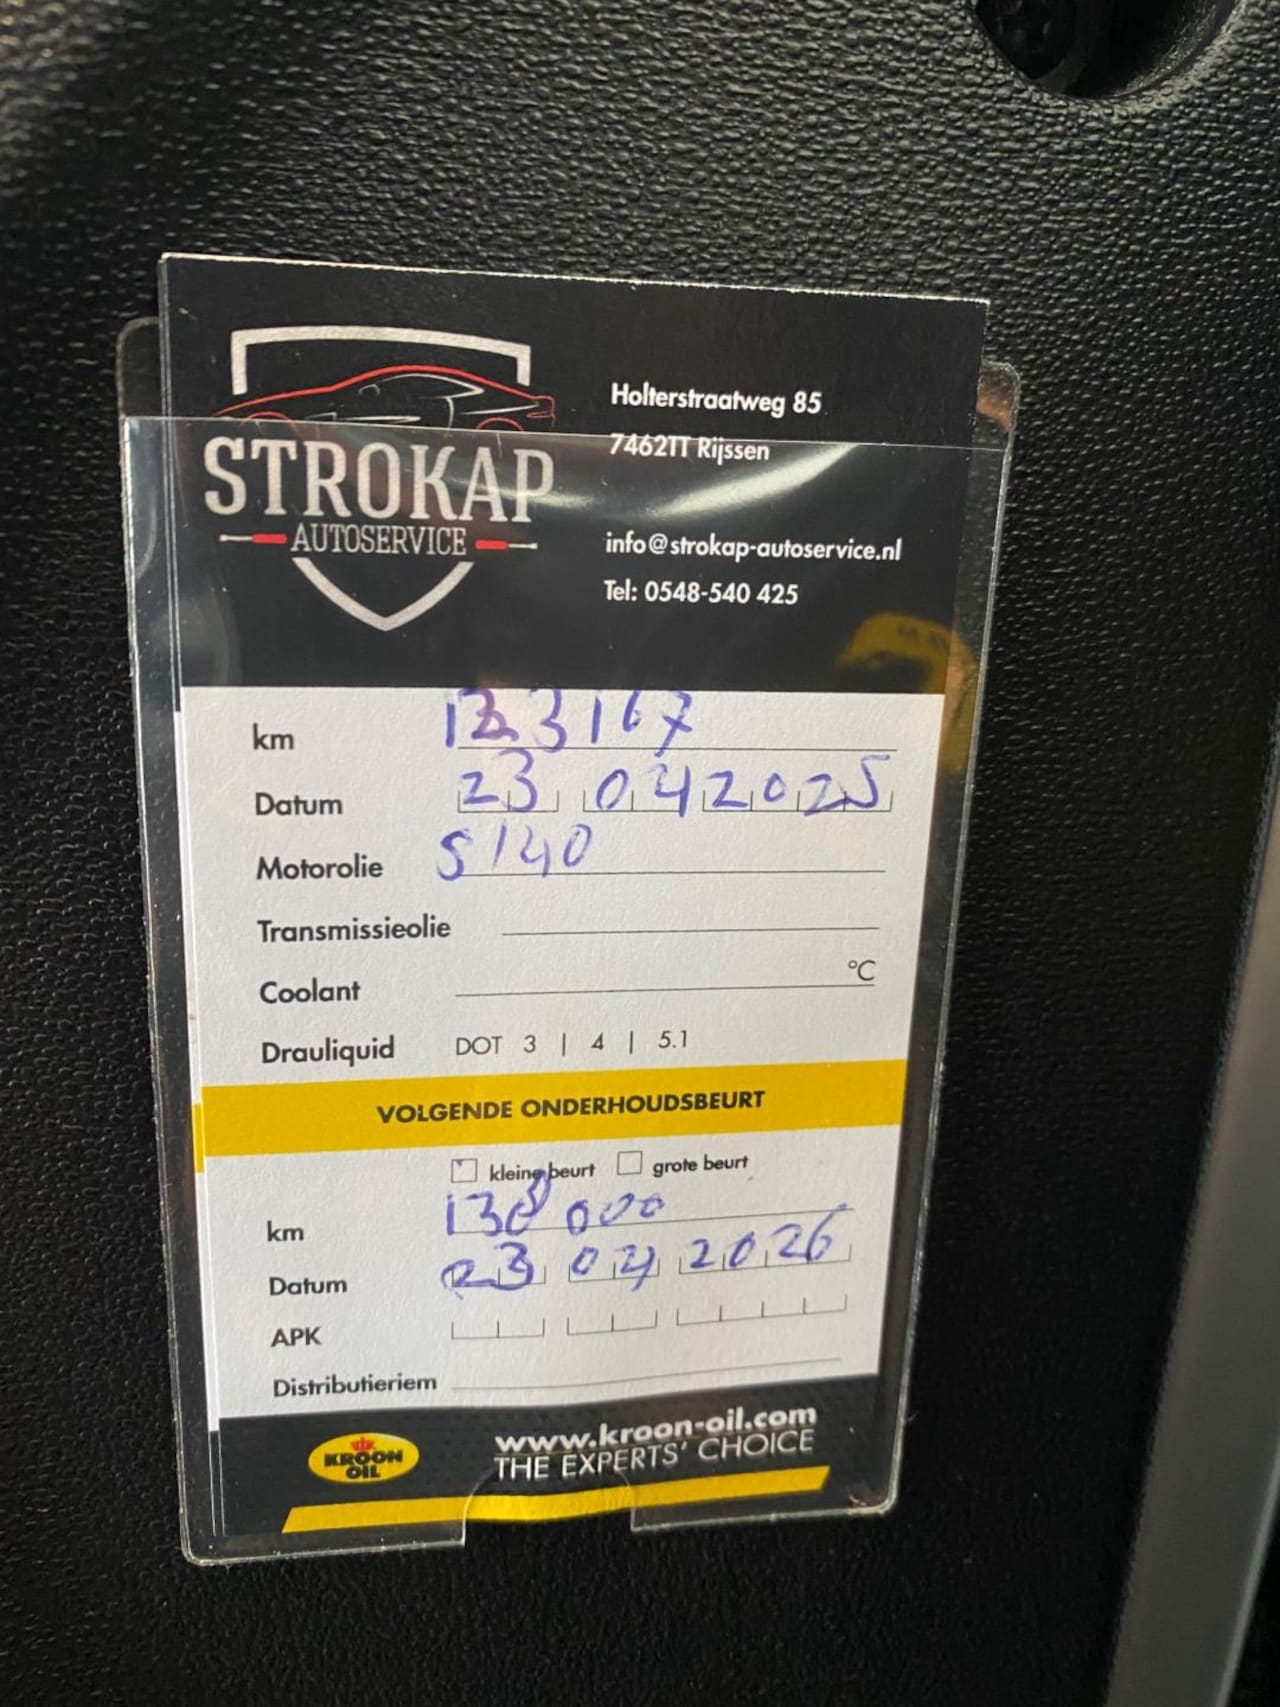 Holterstraatweg 85
7462TT Rijssen
STROKAP
AUTOSERVICE
info@strokap-autoservice.nl
Tel: 0548-540 425
km 123167
Datum 23 04 2025
Motorolie 5140
Transmissieolie
Coolant °C
Drauliquid DOT 3 | 4 | 5.1
VOLGENDE ONDERHOUDSBEURT
kleine beurt grote beurt
km 138 000
Datum 23 04 2026
APK
Distributieriem
KROON
OIL
www.kroon-oil.com
THE EXPERTS' CHOICE